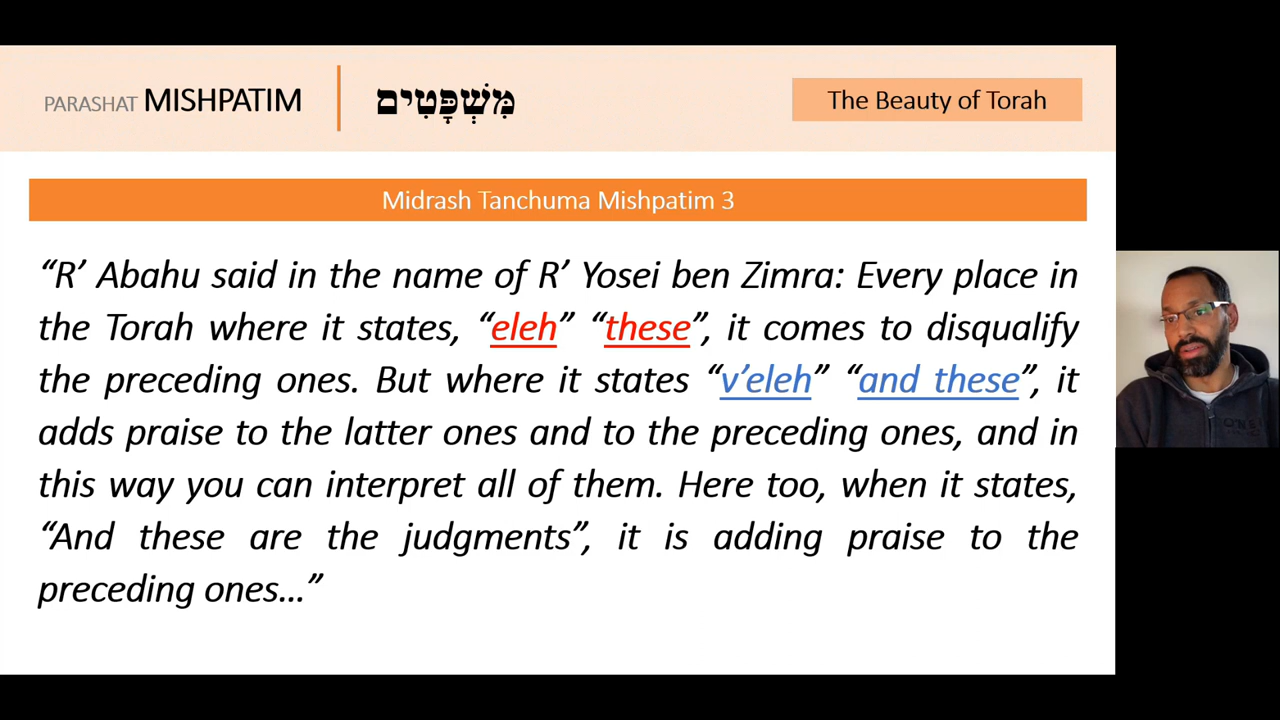 PARASHAT MISHPATIM
מִּשְׁפָּטִים
The Beauty of Torah
Midrash Tanchuma Mishpatim 3
“R’ Abahu said in the name of R’ Yosei ben Zimra: Every place in
the Torah where it states, “eleh” “these”, it comes to disqualify
the preceding ones. But where it states “v’eleh” “and these”, it
adds praise to the latter ones and to the preceding ones, and in
this way you can interpret all of them. Here too, when it states,
“And these are the judgments”, it is adding praise to the
preceding ones…”